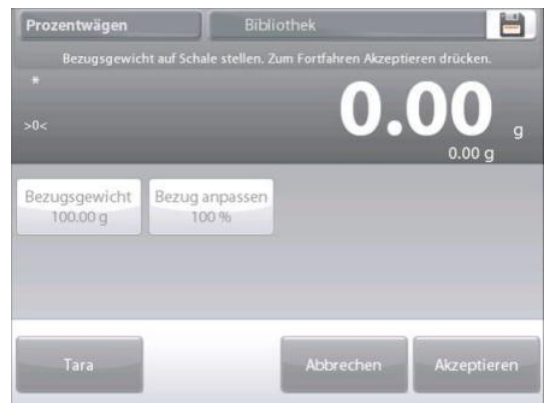 Prozentwägen Bibliothek
Bezugsgewicht auf Schale stellen. Zum Fortfahren Akzeptieren drücken.
*
>0<
0.00 g
0.00 g
Bezugsgewicht Bezug anpassen
100.00 g 100 %
Tara Abbrechen Akzeptieren